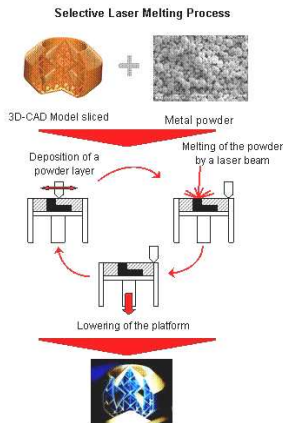 Selective Laser Melting Process
3D-CAD Model sliced
Metal powder
Deposition of a
powder layer
Melting of the powder
by a laser beam
Lowering of the platform